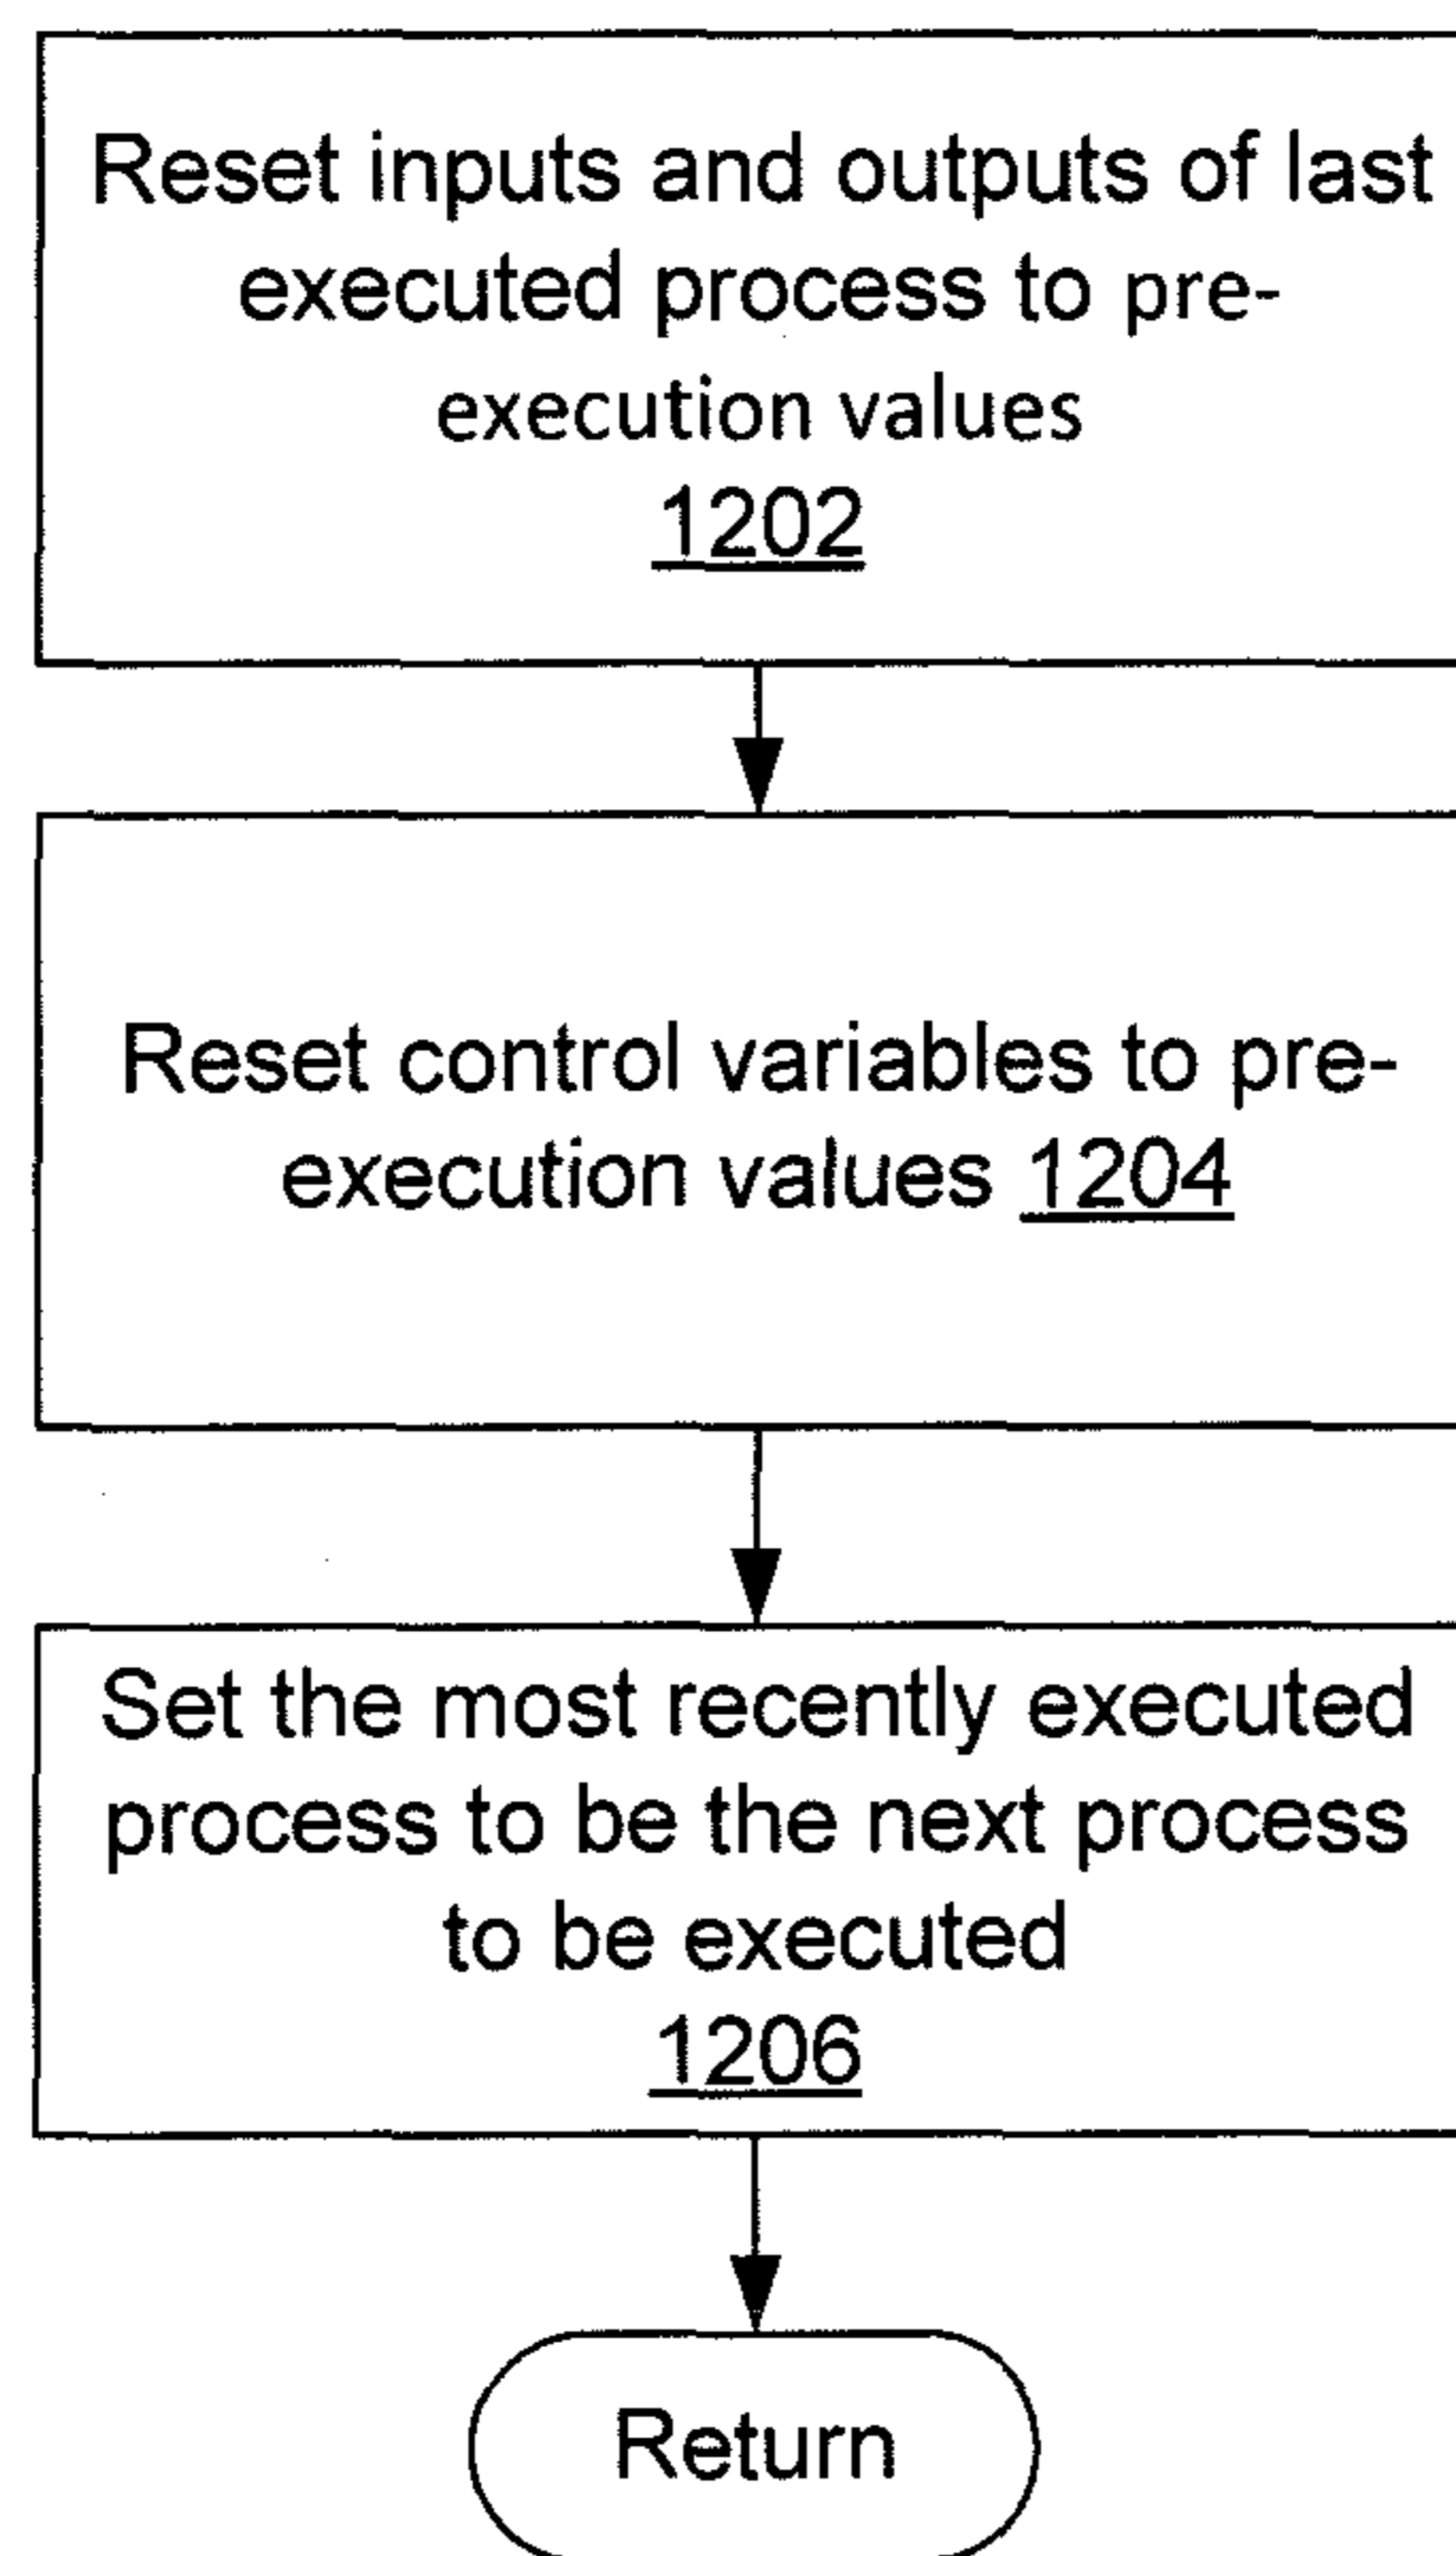 Reset inputs and outputs of last
executed process to pre-
execution values
1202
Reset control variables to pre-
execution values 1204
Set the most recently executed
process to be the next process
to be executed
1206
Return